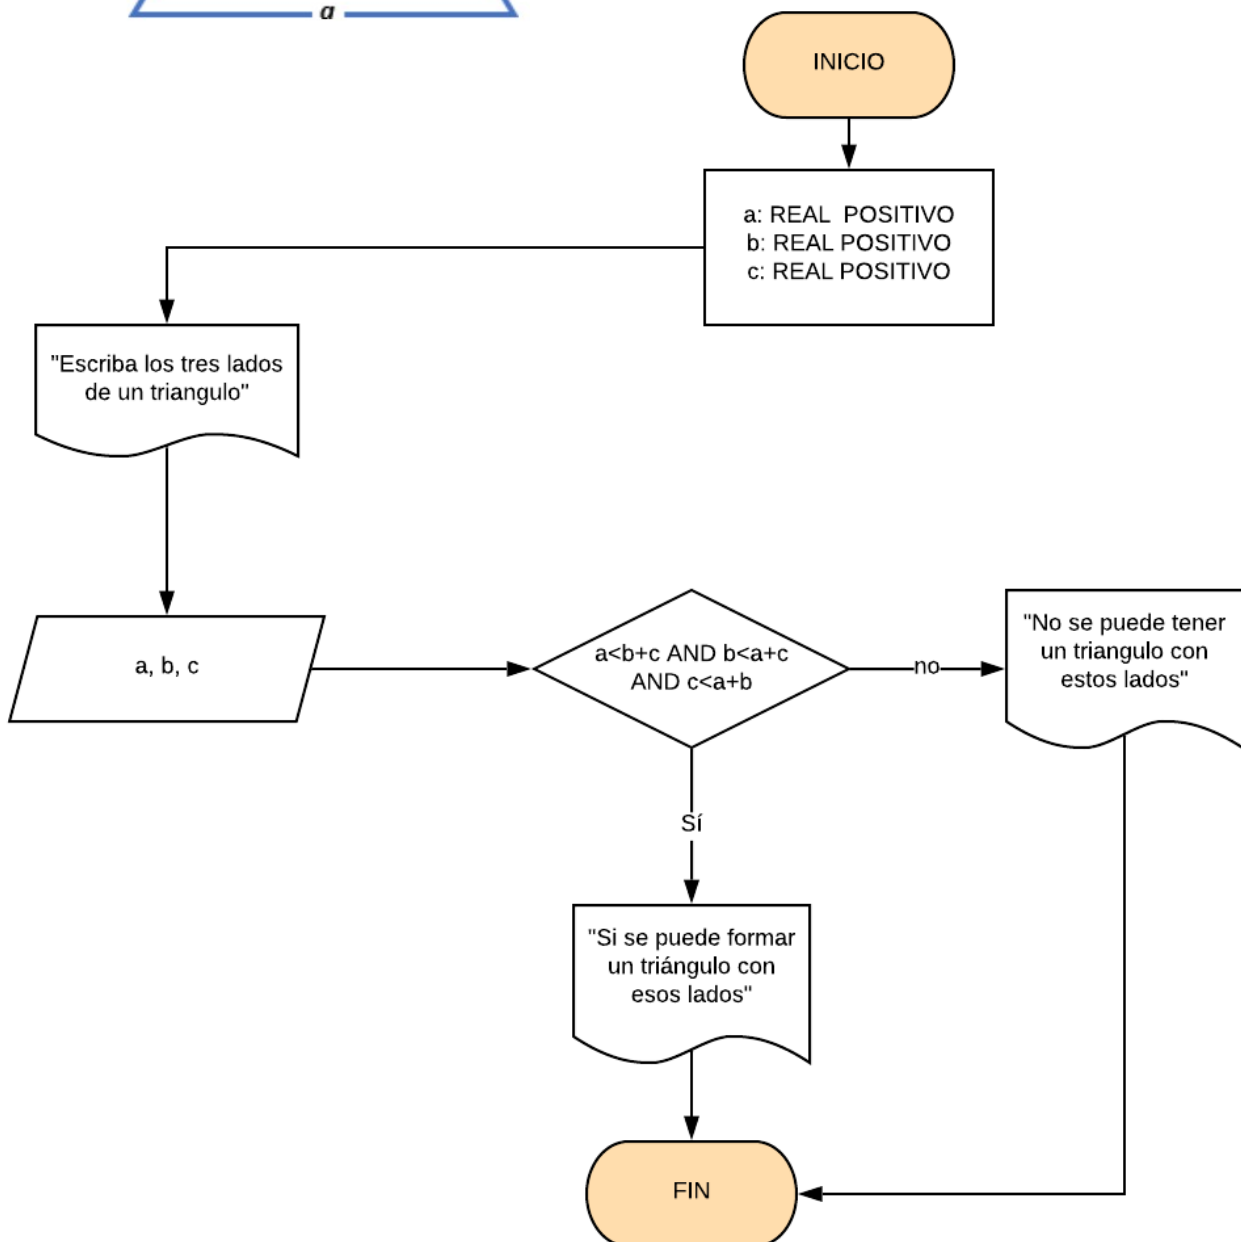 a
INICIO
a: REAL  POSITIVO
b: REAL POSITIVO
c: REAL POSITIVO
"Escriba los tres lados
de un triangulo"
a, b, c
a<b+c AND b<a+c
AND c<a+b
no
"No se puede tener
un triangulo con
estos lados"
Sí
"Si se puede formar
un triángulo con
esos lados"
FIN